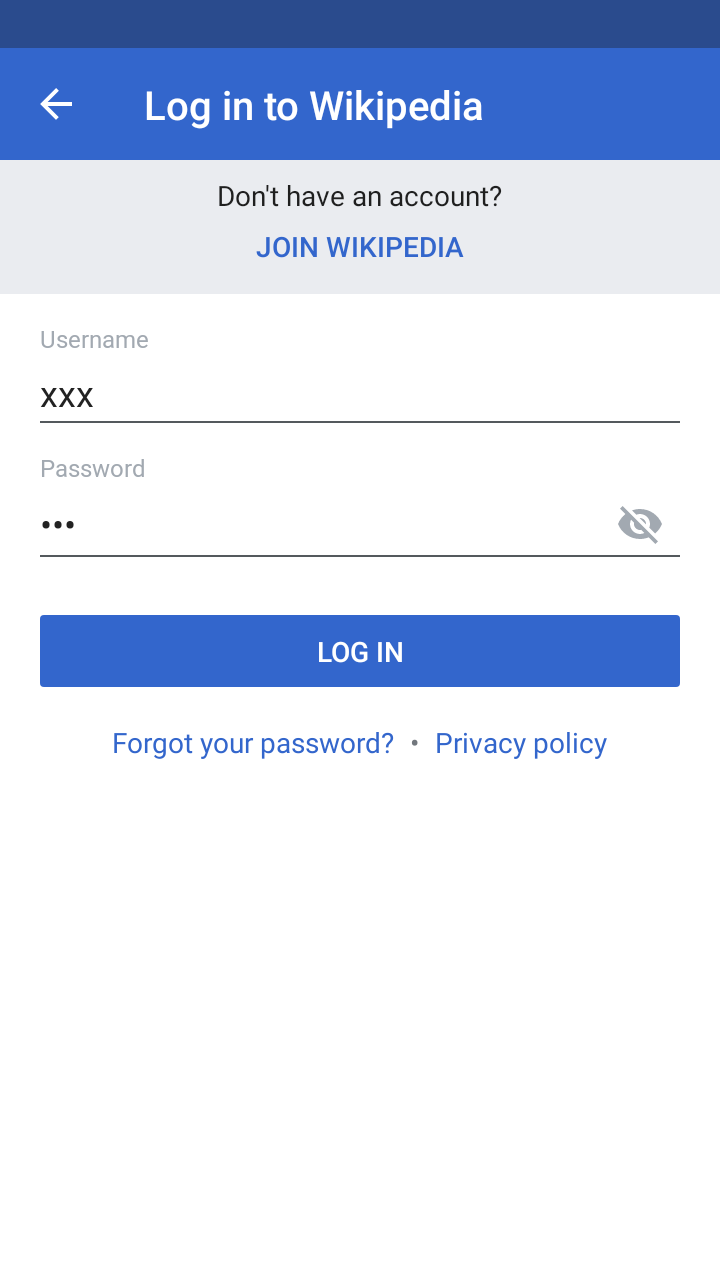 Log in to Wikipedia
Don't have an account?
JOIN WIKIPEDIA
Username
xxx
Password
•••
LOG IN
Forgot your password? • Privacy policy